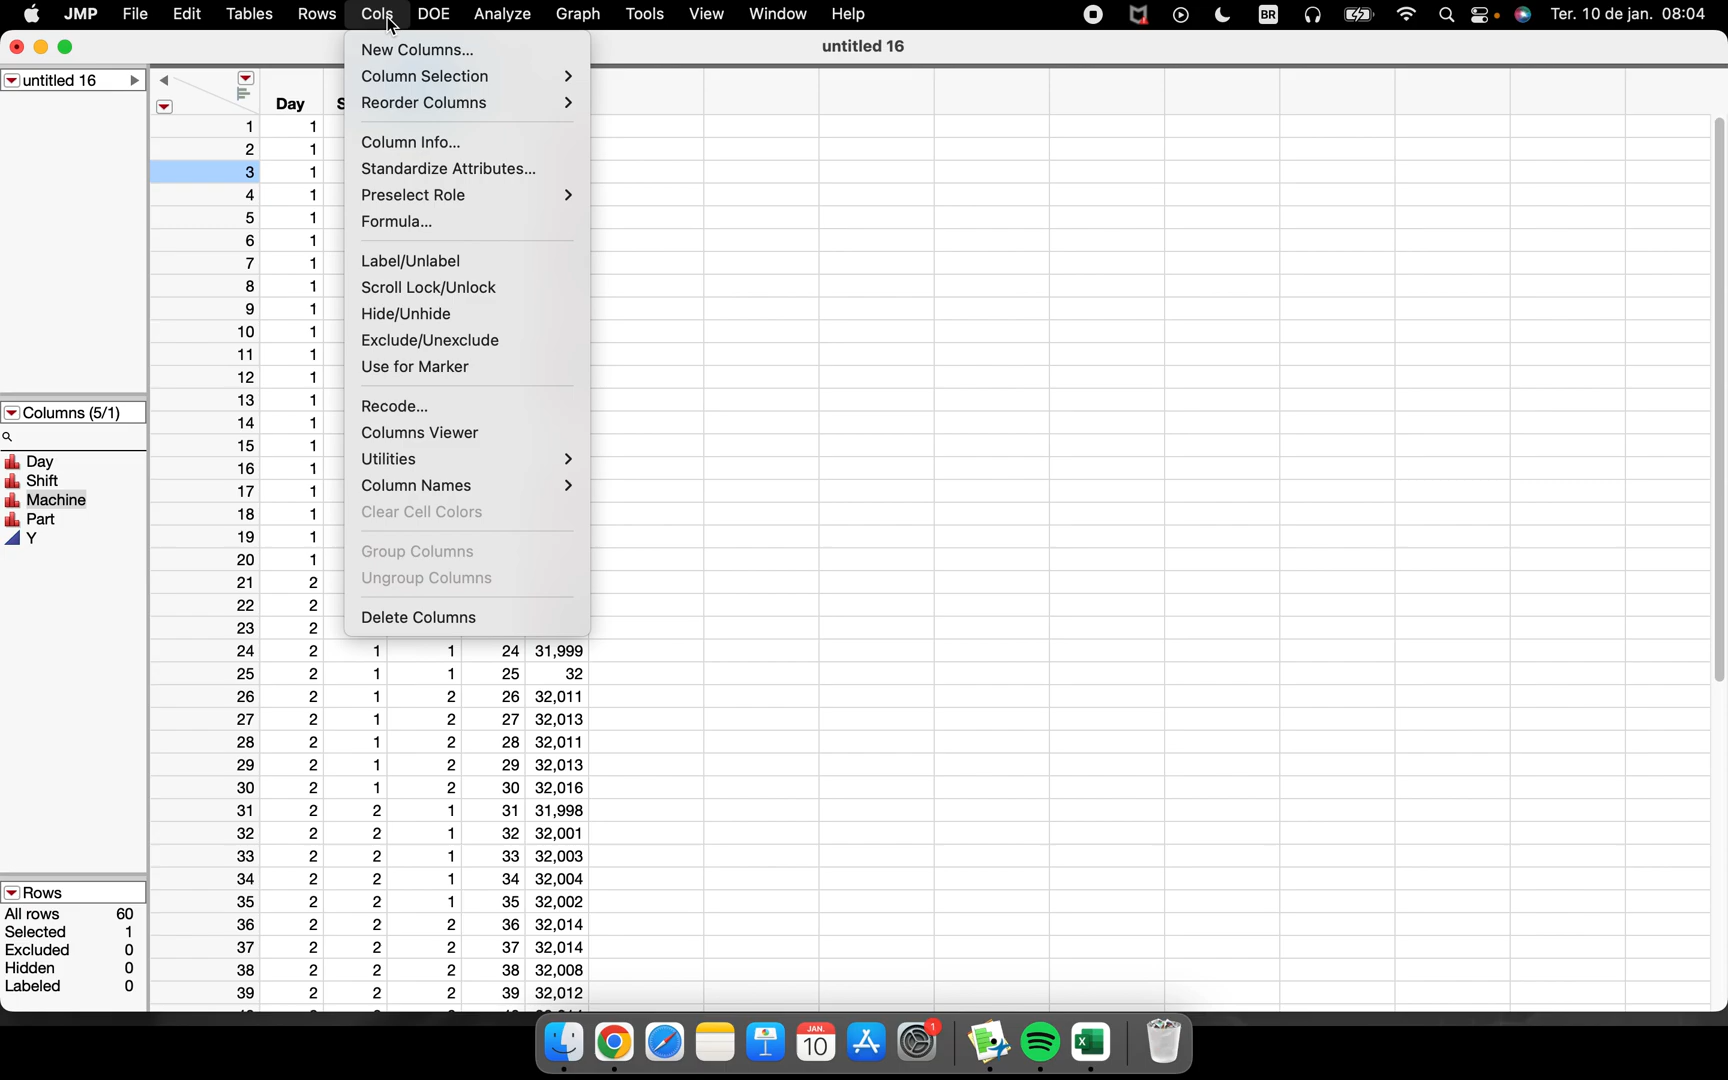 JMP File Edit Tables Rows Cols DOE Analyze Graph Tools View Window Help BR Ter. 10 de jan. 08:04
untitled 16
untitled 16
Day S
New Columns...
Column Selection
Reorder Columns
Column Info...
Standardize Attributes...
Preselect Role
Formula...
Label/Unlabel
Scroll Lock/Unlock
Hide/Unhide
Exclude/Unexclude
Use for Marker
Recode...
Columns Viewer
Utilities
Column Names
Clear Cell Colors
Group Columns
Ungroup Columns
Delete Columns
Columns (5/1)
Day
Shift
Machine
Part
Y
Rows
All rows 60
Selected 1
Excluded 0
Hidden 0
Labeled 0
1 1
2 1
3 1
4 1
5 1
6 1
7 1
8 1
9 1
10 1
11 1
12 1
13 1
14 1
15 1
16 1
17 1
18 1
19 1
20 1
21 2
22 2
23 2
24 2 1 1 24 31,999
25 2 1 1 25 32
26 2 1 2 26 32,011
27 2 1 2 27 32,013
28 2 1 2 28 32,011
29 2 1 2 29 32,013
30 2 1 2 30 32,016
31 2 2 1 31 31,998
32 2 2 1 32 32,001
33 2 2 1 33 32,003
34 2 2 1 34 32,004
35 2 2 1 35 32,002
36 2 2 2 36 32,014
37 2 2 2 37 32,014
38 2 2 2 38 32,008
39 2 2 2 39 32,012
JAN.
10
1